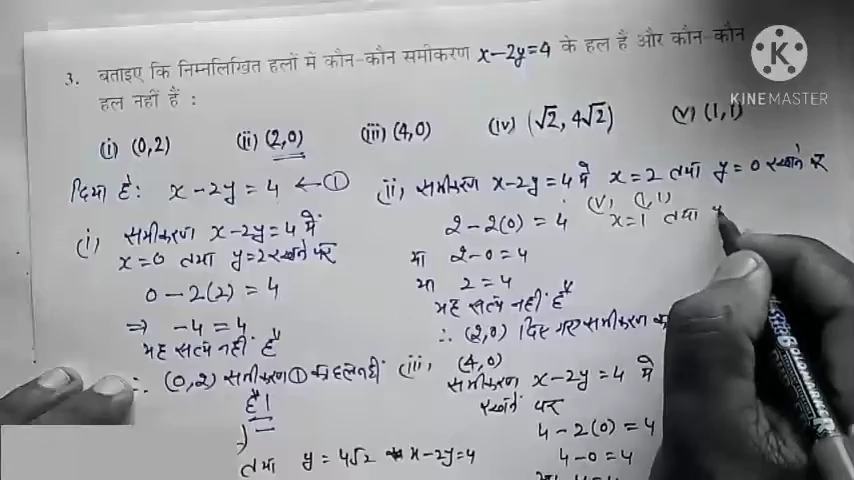 3. बताइए कि निम्नलिखित हलों में कौन-कौन समीकरण x-2y=4 के हल हैं और कौन-कौन
हल नहीं हैं :
(i) (0,2) (ii) (2,0) (iii) (4,0) (iv) (√2, 4√2) (v) (1,1)
दिया है: x-2y=4 ←①
(i) समीकरण x-2y=4 में
x=0 तथा y=2 रखने पर
0-2(2)=4
⇒ -4=4
यह सत्य नहीं है
∴ (0,2) समीकरण ① का हल नहीं
है।
तथा y=4√2 x-2y=4
(ii) समीकरण x-2y=4 में x=2 तथा y=0 रखने पर
2-2(0)=4
या 2-0=4
या 2=4
यह सत्य नहीं है
∴ (2,0) दिए गए समीकरण का
(iii) (4,0)
समीकरण x-2y=4 में
रखने पर
4-2(0)=4
4-0=4
(v) (1,1)
x=1 तथा
KINEMASTER